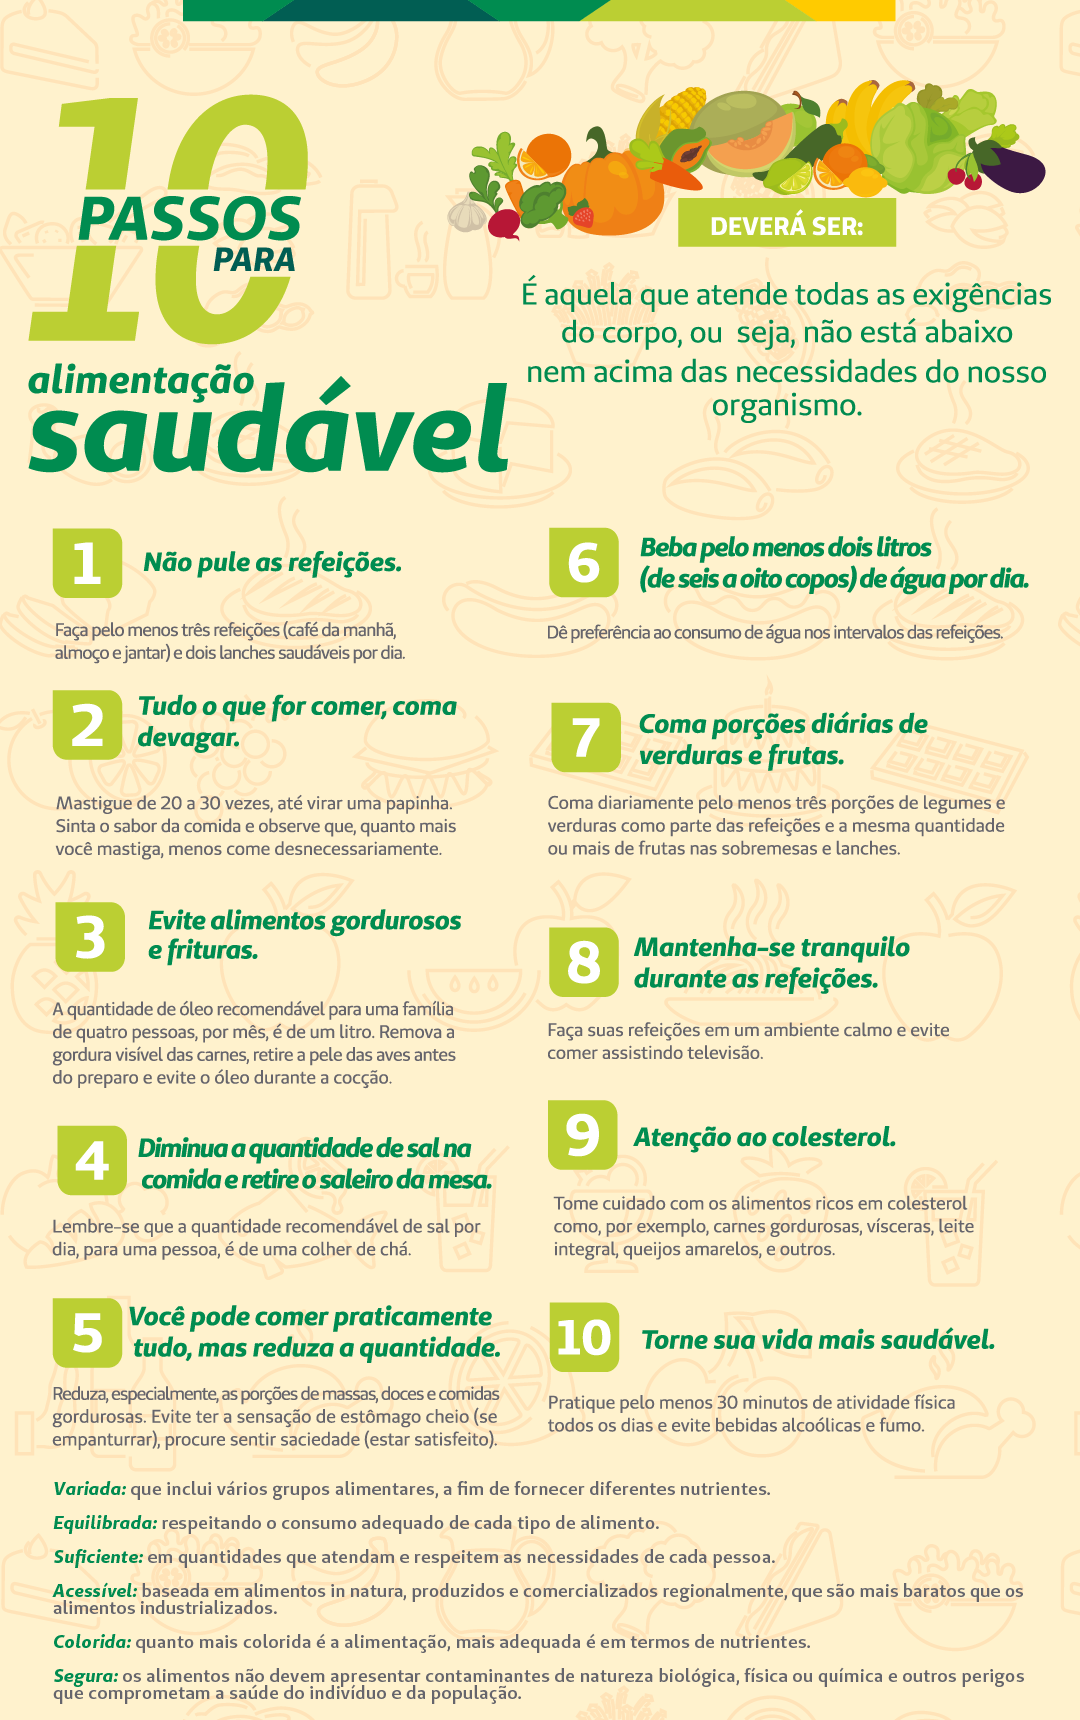 10
PASSOS
PARA
alimentação
saudável
DEVERÁ SER:
É aquela que atende todas as exigências
do corpo, ou seja, não está abaixo
nem acima das necessidades do nosso
organismo.
1
Não pule as refeições.
Faça pelo menos três refeições (café da manhã,
almoço e jantar) e dois lanches saudáveis por dia.
2
Tudo o que for comer, coma
devagar.
Mastigue de 20 a 30 vezes, até virar uma papinha.
Sinta o sabor da comida e observe que, quanto mais
você mastiga, menos come desnecessariamente.
3
Evite alimentos gordurosos
e frituras.
A quantidade de óleo recomendável para uma família
de quatro pessoas, por mês, é de um litro. Remova a
gordura visível das carnes, retire a pele das aves antes
do preparo e evite o óleo durante a cocção.
4
Diminua a quantidade de sal na
comida e retire o saleiro da mesa.
Lembre-se que a quantidade recomendável de sal por
dia, para uma pessoa, é de uma colher de chá.
5
Você pode comer praticamente
tudo, mas reduza a quantidade.
Reduza, especialmente, as porções de massas, doces e comidas
gordurosas. Evite ter a sensação de estômago cheio (se
empanturrar), procure sentir saciedade (estar satisfeito).
6
Beba pelo menos dois litros
(de seis a oito copos) de água por dia.
Dê preferência ao consumo de água nos intervalos das refeições.
7
Coma porções diárias de
verduras e frutas.
Coma diariamente pelo menos três porções de legumes e
verduras como parte das refeições e a mesma quantidade
ou mais de frutas nas sobremesas e lanches.
8
Mantenha-se tranquilo
durante as refeições.
Faça suas refeições em um ambiente calmo e evite
comer assistindo televisão.
9
Atenção ao colesterol.
Tome cuidado com os alimentos ricos em colesterol
como, por exemplo, carnes gordurosas, vísceras, leite
integral, queijos amarelos, e outros.
10
Torne sua vida mais saudável.
Pratique pelo menos 30 minutos de atividade física
todos os dias e evite bebidas alcoólicas e fumo.
Variada: que inclui vários grupos alimentares, a fim de fornecer diferentes nutrientes.
Equilibrada: respeitando o consumo adequado de cada tipo de alimento.
Suficiente: em quantidades que atendam e respeitem as necessidades de cada pessoa.
Acessível: baseada em alimentos in natura, produzidos e comercializados regionalmente, que são mais baratos que os
alimentos industrializados.
Colorida: quanto mais colorida é a alimentação, mais adequada é em termos de nutrientes.
Segura: os alimentos não devem apresentar contaminantes de natureza biológica, física ou química e outros perigos
que comprometam a saúde do indivíduo e da população.